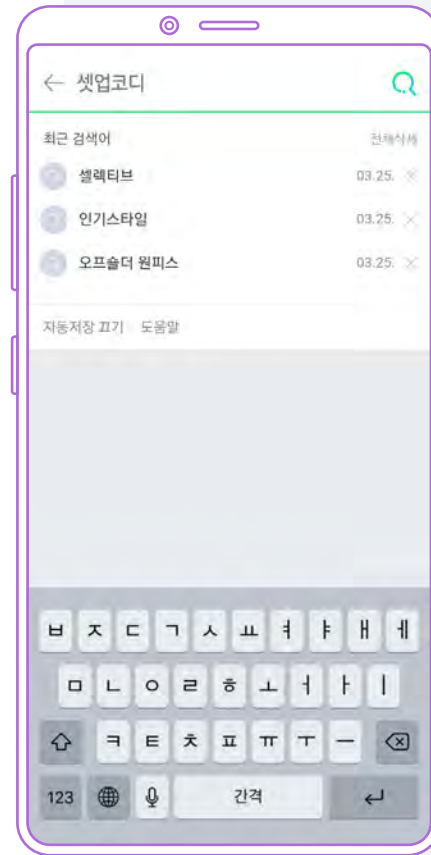 셋업코디
최근 검색어 전체삭제
셀렉티브 03.25.
인기스타일 03.25.
오프숄더 원피스 03.25.
자동저장 끄기 도움말
ㅂ ㅈ ㄷ ㄱ ㅅ ㅛ ㅕ ㅑ ㅐ ㅔ
ㅁ ㄴ ㅇ ㄹ ㅎ ㅗ ㅓ ㅏ ㅣ
ㅋ ㅌ ㅊ ㅍ ㅠ ㅜ ㅡ
123 간격